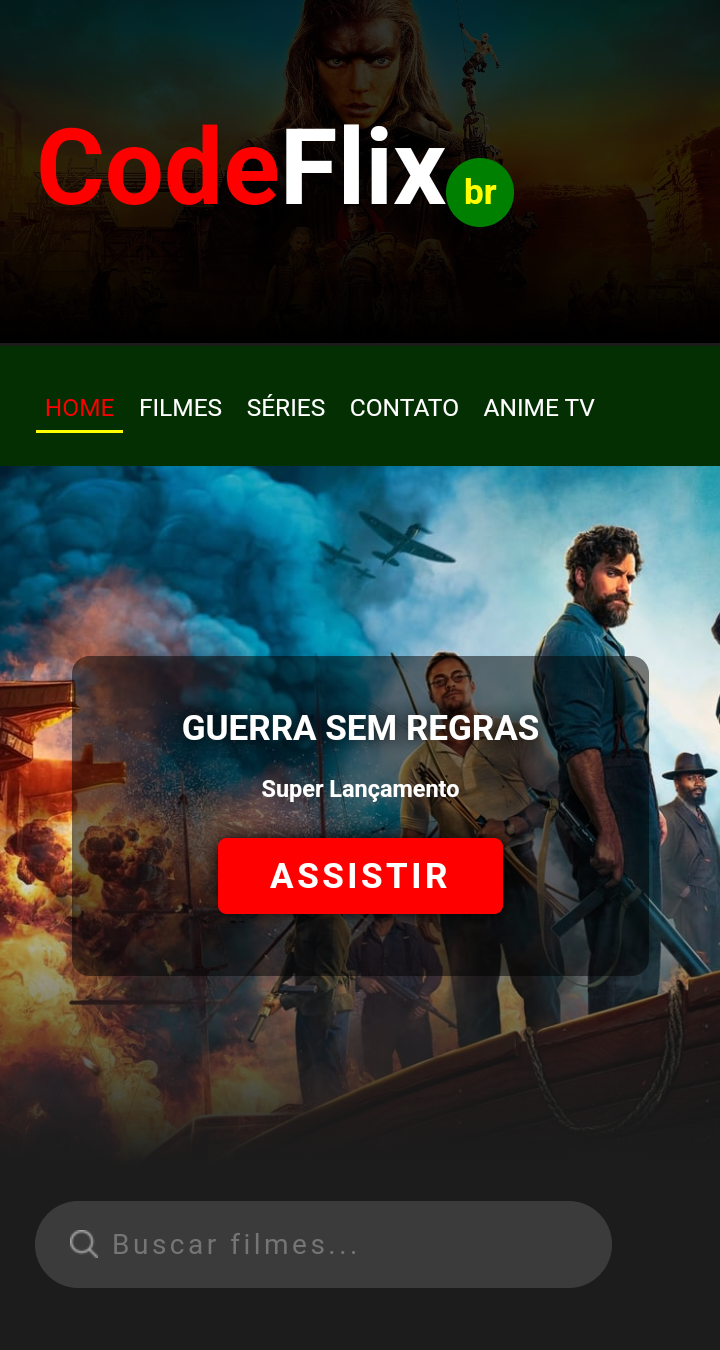 CodeFlix br
HOME FILMES SÉRIES CONTATO ANIME TV
GUERRA SEM REGRAS
Super Lançamento
ASSISTIR
Buscar filmes...